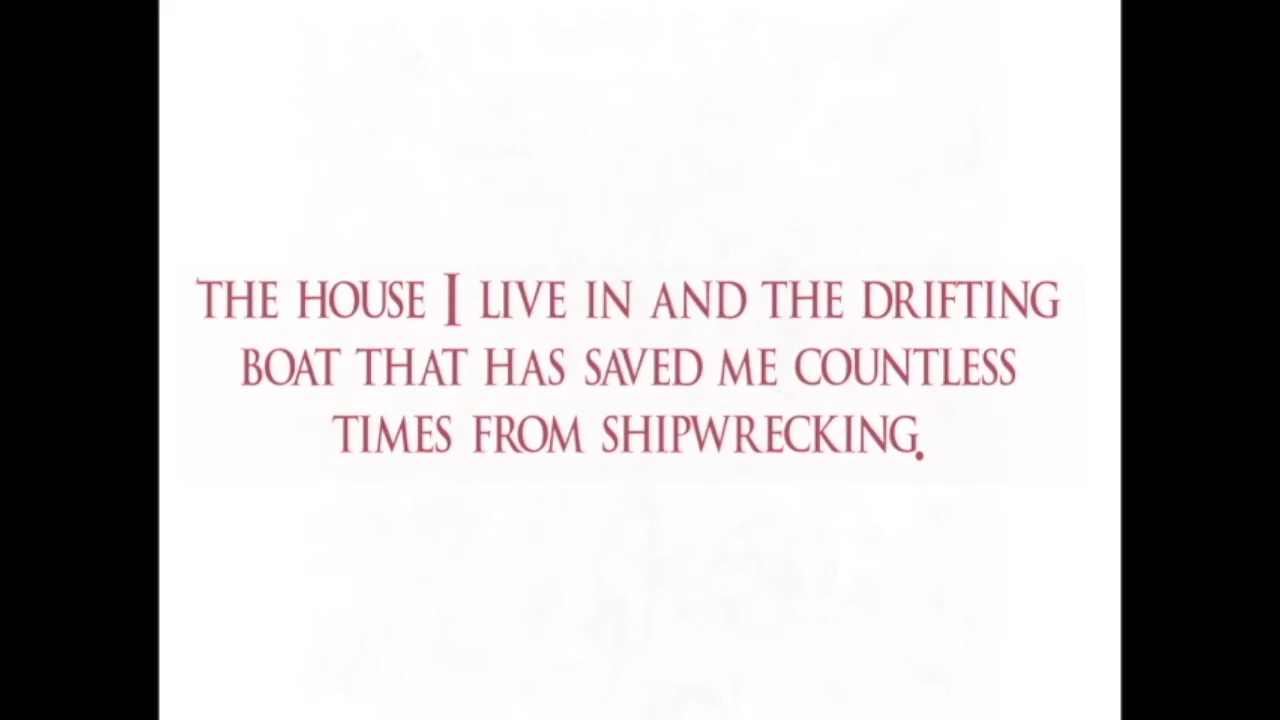 THE HOUSE I LIVE IN AND THE DRIFTING
BOAT THAT HAS SAVED ME COUNTLESS
TIMES FROM SHIPWRECKING.